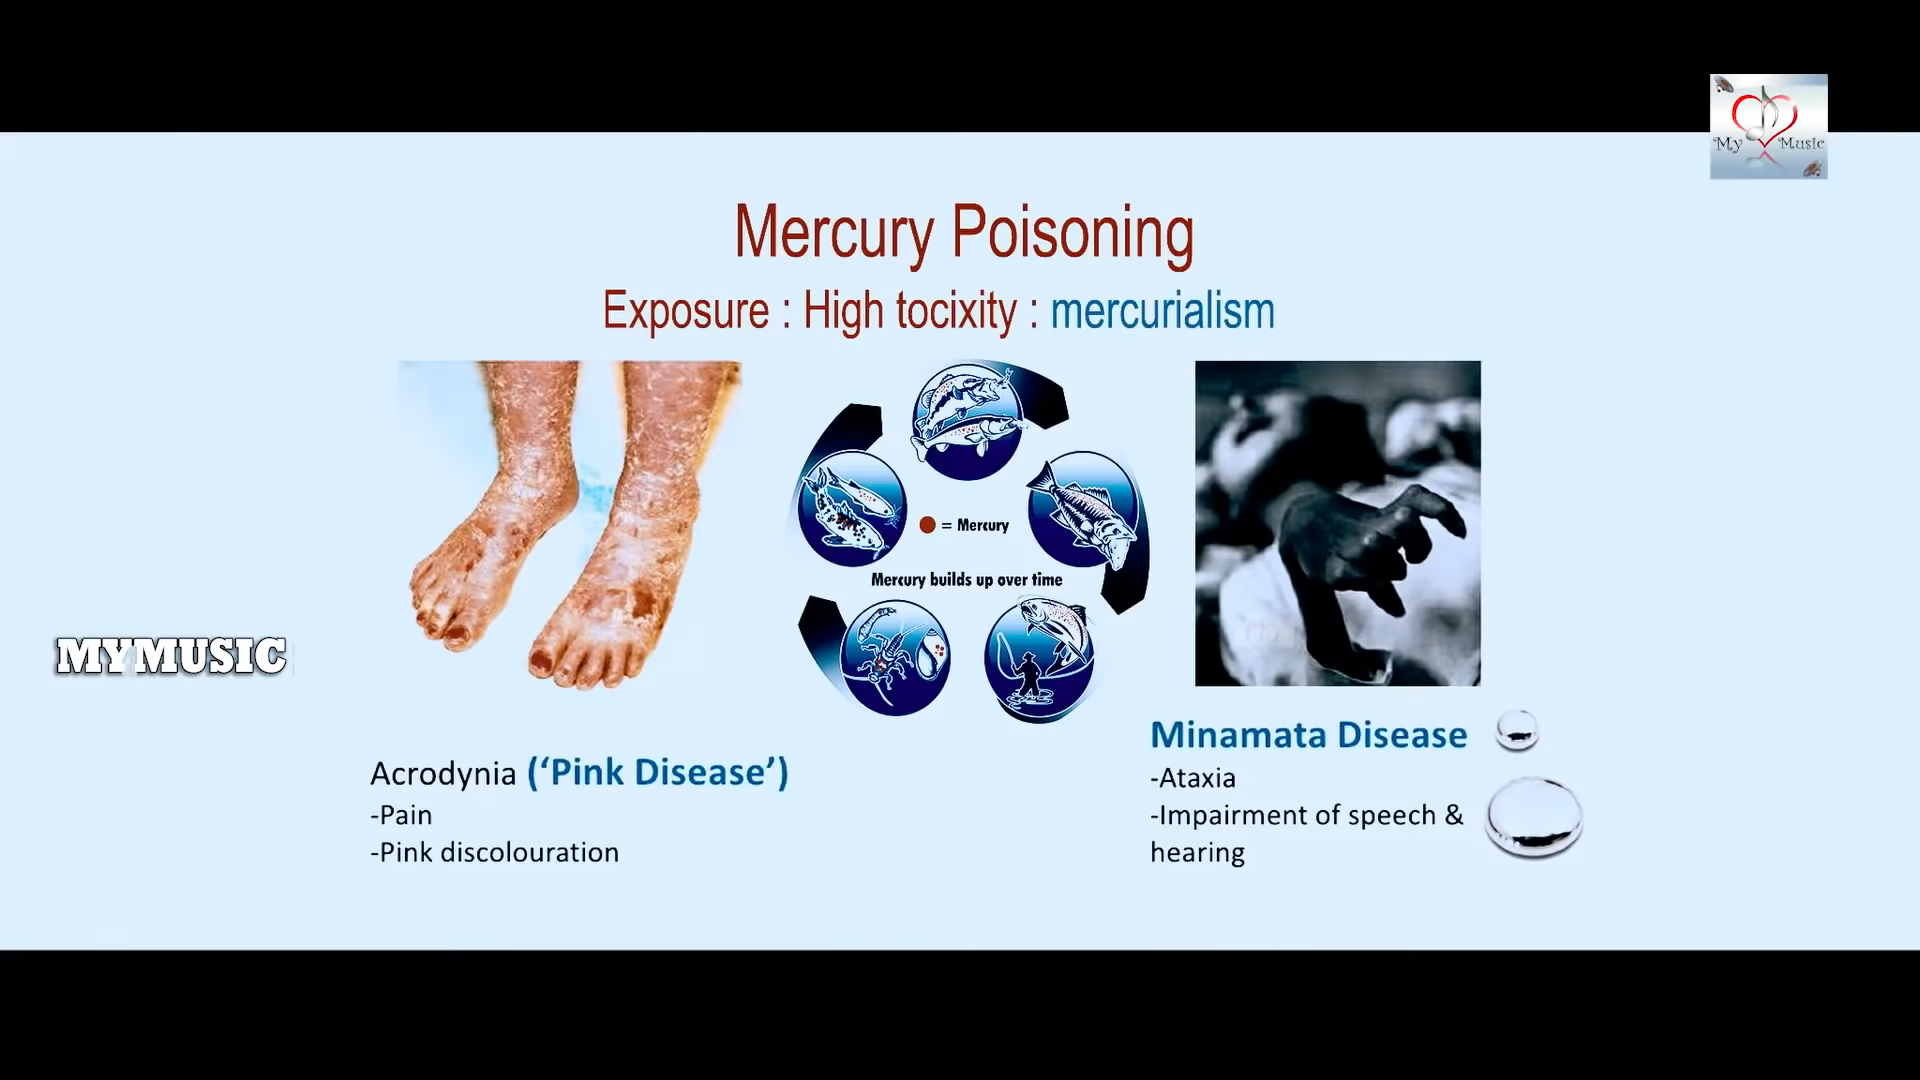 My Music
Mercury Poisoning
Exposure : High tocixity : mercurialism
= Mercury
Mercury builds up over time
MYMUSIC
Acrodynia (‘Pink Disease’)
-Pain
-Pink discolouration
Minamata Disease
-Ataxia
-Impairment of speech &
hearing